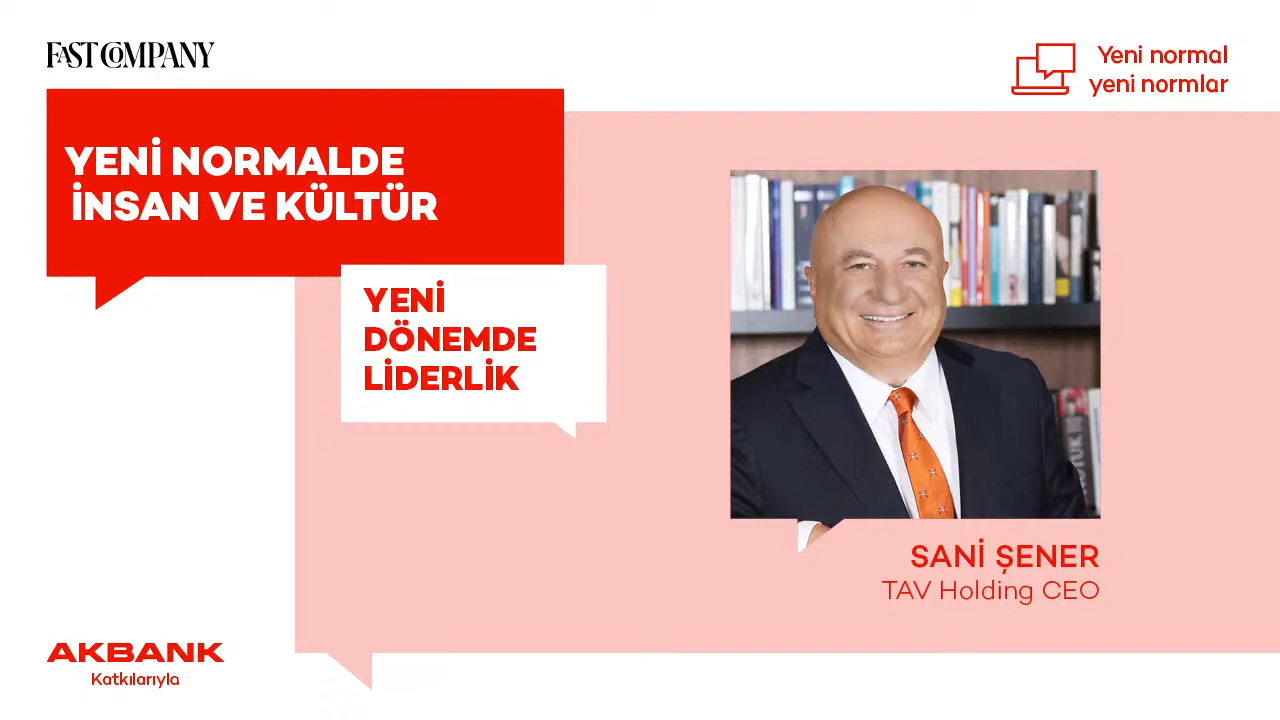 FAST COMPANY
Yeni normal
yeni normlar
YENİ NORMALDE
İNSAN VE KÜLTÜR
YENİ
DÖNEMDE
LİDERLİK
SANİ ŞENER
TAV Holding CEO
AKBANK
Katkılarıyla